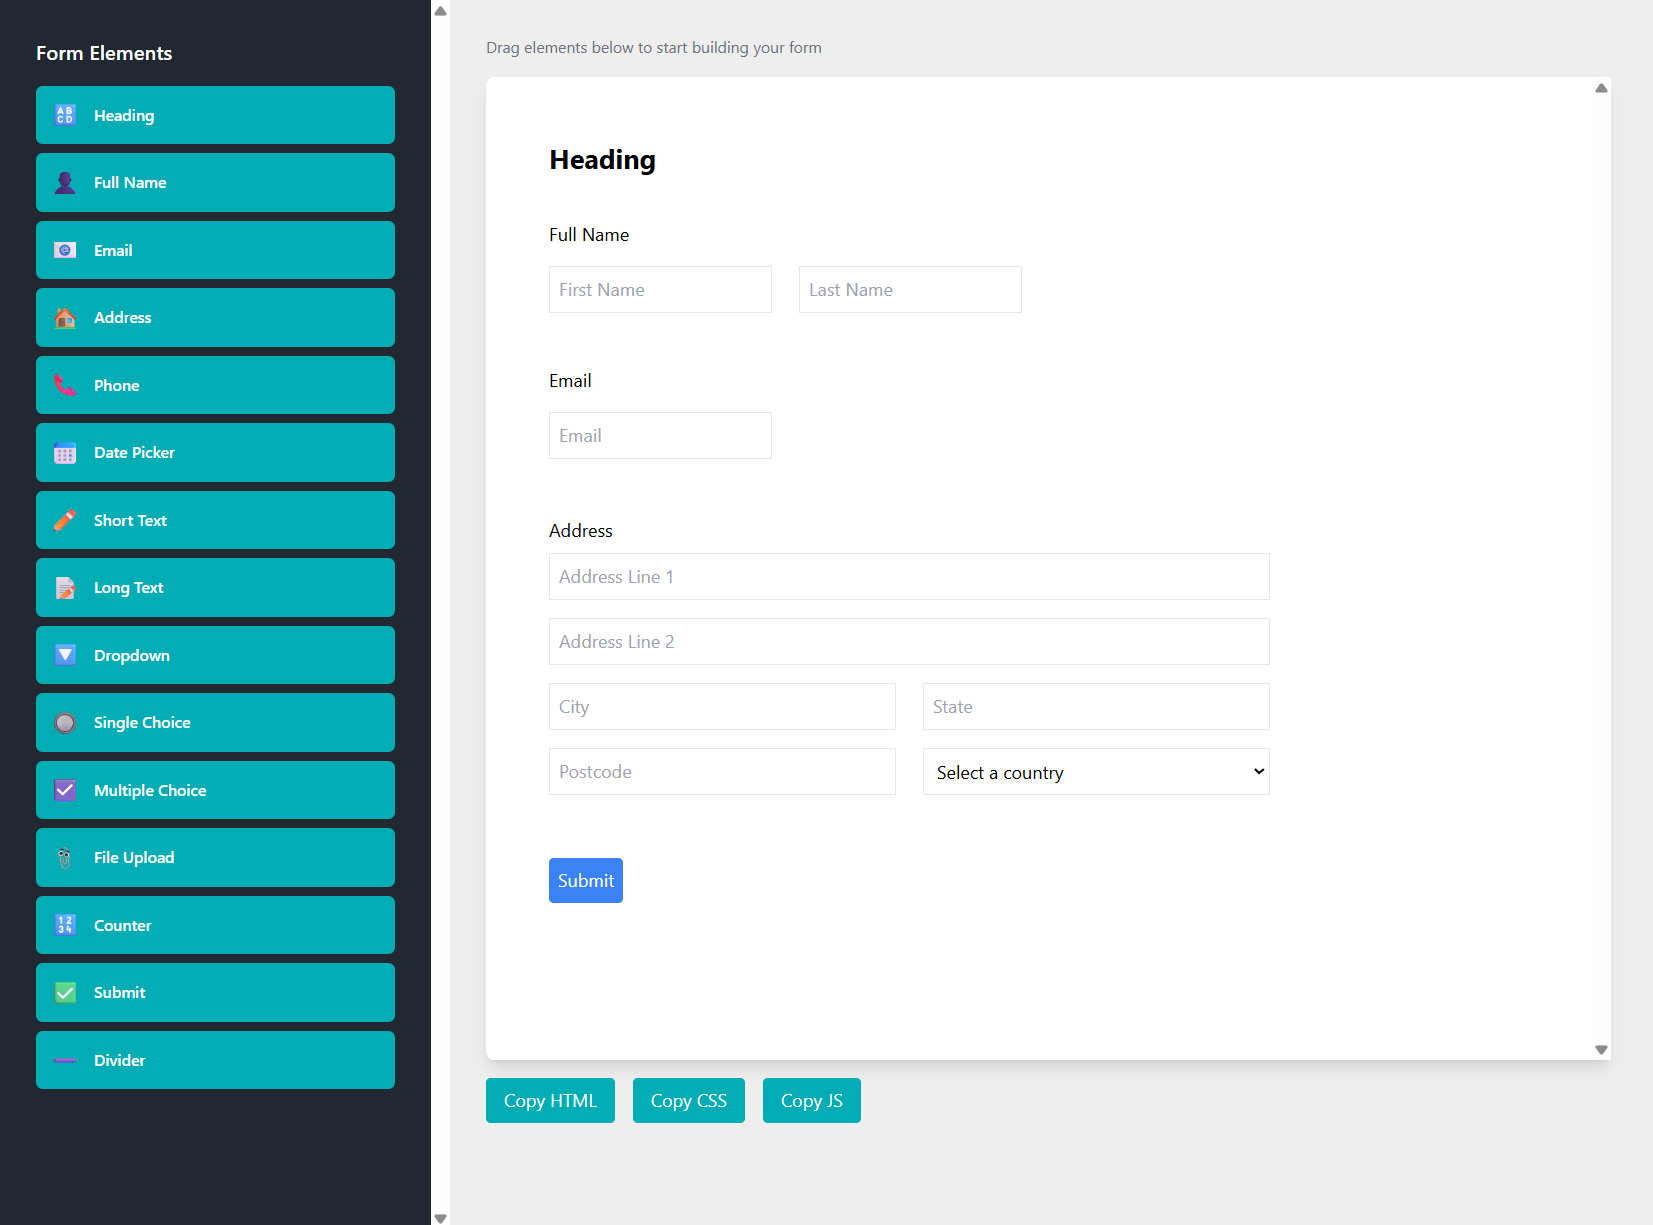 Form Elements
Heading
Full Name
Email
Address
Phone
Date Picker
Short Text
Long Text
Dropdown
Single Choice
Multiple Choice
File Upload
Counter
Submit
Divider
Drag elements below to start building your form
Heading
Full Name
First Name
Last Name
Email
Email
Address
Address Line 1
Address Line 2
City
State
Postcode
Select a country
Submit
Copy HTML
Copy CSS
Copy JS